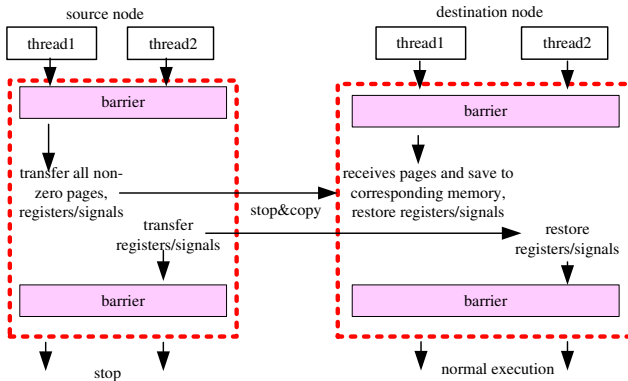 source node
destination node
thread1
thread2
thread1
thread2
barrier
barrier
transfer all non-
zero pages,
registers/signals
receives pages and save to
corresponding memory,
restore registers/signals
stop&copy
transfer
registers/signals
restore
registers/signals
barrier
barrier
stop
normal execution